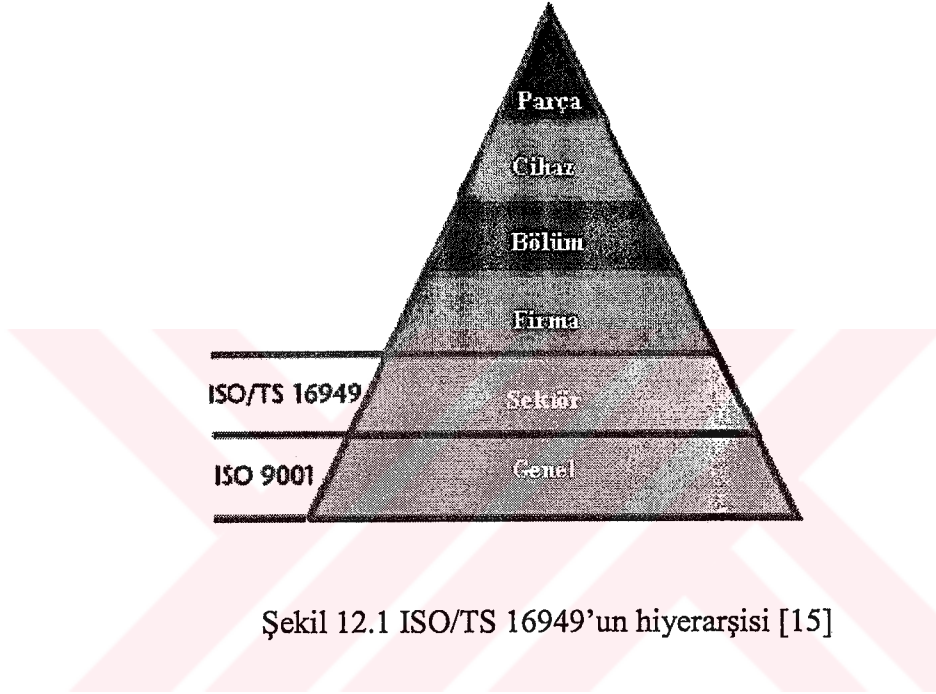 Parça
Cihaz
Bölüm
Firma
ISO/TS 16949
Sektör
ISO 9001
Genel
Şekil 12.1 ISO/TS 16949'un hiyerarşisi [15]